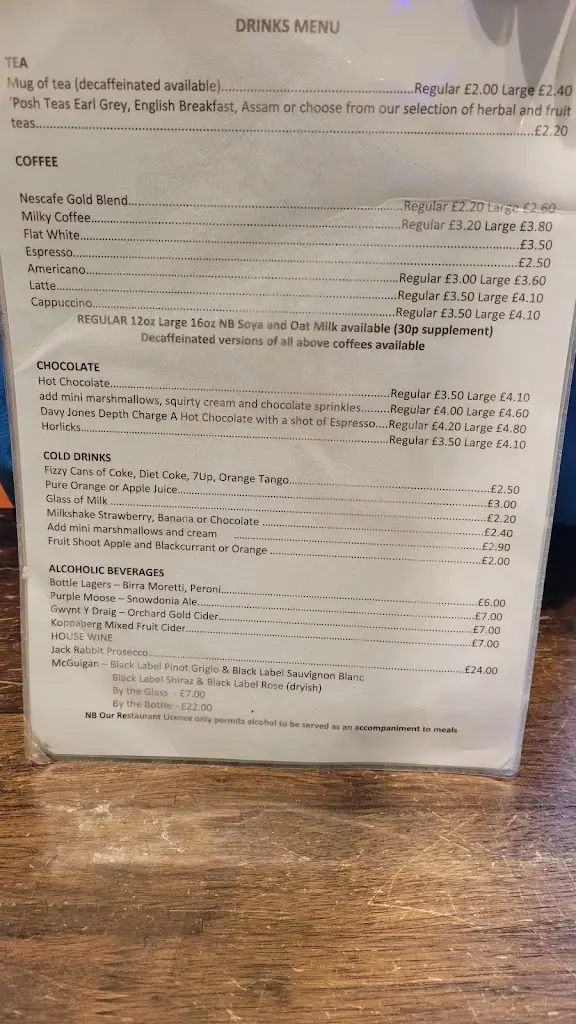 DRINKS MENU
TEA
Mug of tea (decaffeinated available)..........Regular £2.00 Large £2.40
'Posh Teas Earl Grey, English Breakfast, Assam or choose from our selection of herbal and fruit
teas..........£2.20
COFFEE
Nescafe Gold Blend..........Regular £2.20 Large £2.60
Milky Coffee..........Regular £3.20 Large £3.80
Flat White..........£3.50
Espresso..........£2.50
Americano..........Regular £3.00 Large £3.60
Latte..........Regular £3.50 Large £4.10
Cappuccino..........Regular £3.50 Large £4.10
REGULAR 12oz Large 16oz NB Soya and Oat Milk available (30p supplement)
Decaffeinated versions of all above coffees available
CHOCOLATE
Hot Chocolate..........Regular £3.50 Large £4.10
add mini marshmallows, squirty cream and chocolate sprinkles..........Regular £4.00 Large £4.60
Davy Jones Depth Charge A Hot Chocolate with a shot of Espresso....Regular £4.20 Large £4.80
Horlicks..........Regular £3.50 Large £4.10
COLD DRINKS
Fizzy Cans of Coke, Diet Coke, 7Up, Orange Tango..........£2.50
Pure Orange or Apple Juice..........£3.00
Glass of Milk ..........£2.20
Milkshake Strawberry, Banana or Chocolate ..........£2.40
Add mini marshmallows and cream ..........£2.90
Fruit Shoot Apple and Blackcurrant or Orange ..........£2.00
ALCOHOLIC BEVERAGES
Bottle Lagers – Birra Moretti, Peroni..........£6.00
Purple Moose – Snowdonia Ale..........£7.00
Gwynt Y Draig – Orchard Gold Cider..........£7.00
Kopparberg Mixed Fruit Cider..........£7.00
HOUSE WINE
Jack Rabbit Prosecco..........£24.00
McGuigan – Black Label Pinot Grigio & Black Label Sauvignon Blanc
Black Label Shiraz & Black Label Rose (dryish)
By the Glass - £7.00
By the Bottle - £22.00
NB Our Restaurant Licence only permits alcohol to be served as an accompaniment to meals